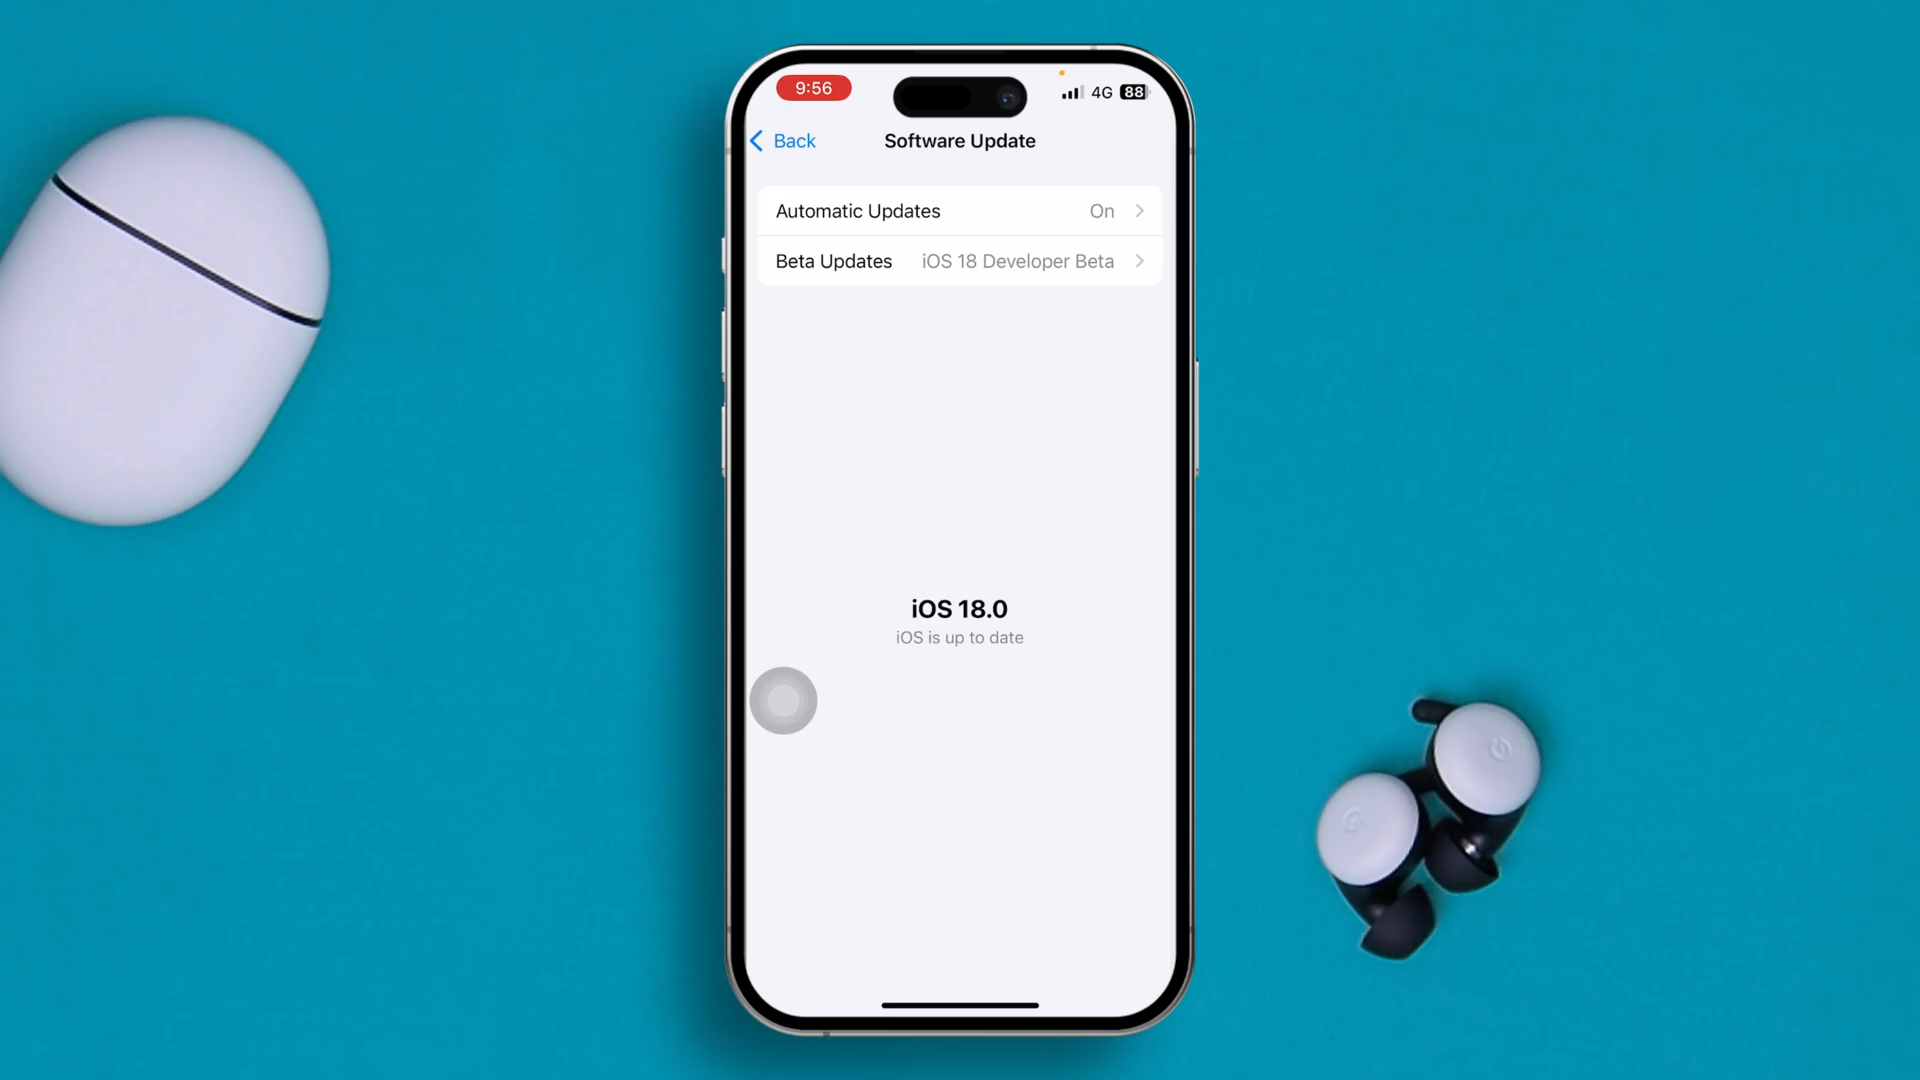 9:56
4G 88
Back
Software Update
Automatic Updates On
Beta Updates iOS 18 Developer Beta
iOS 18.0
iOS is up to date